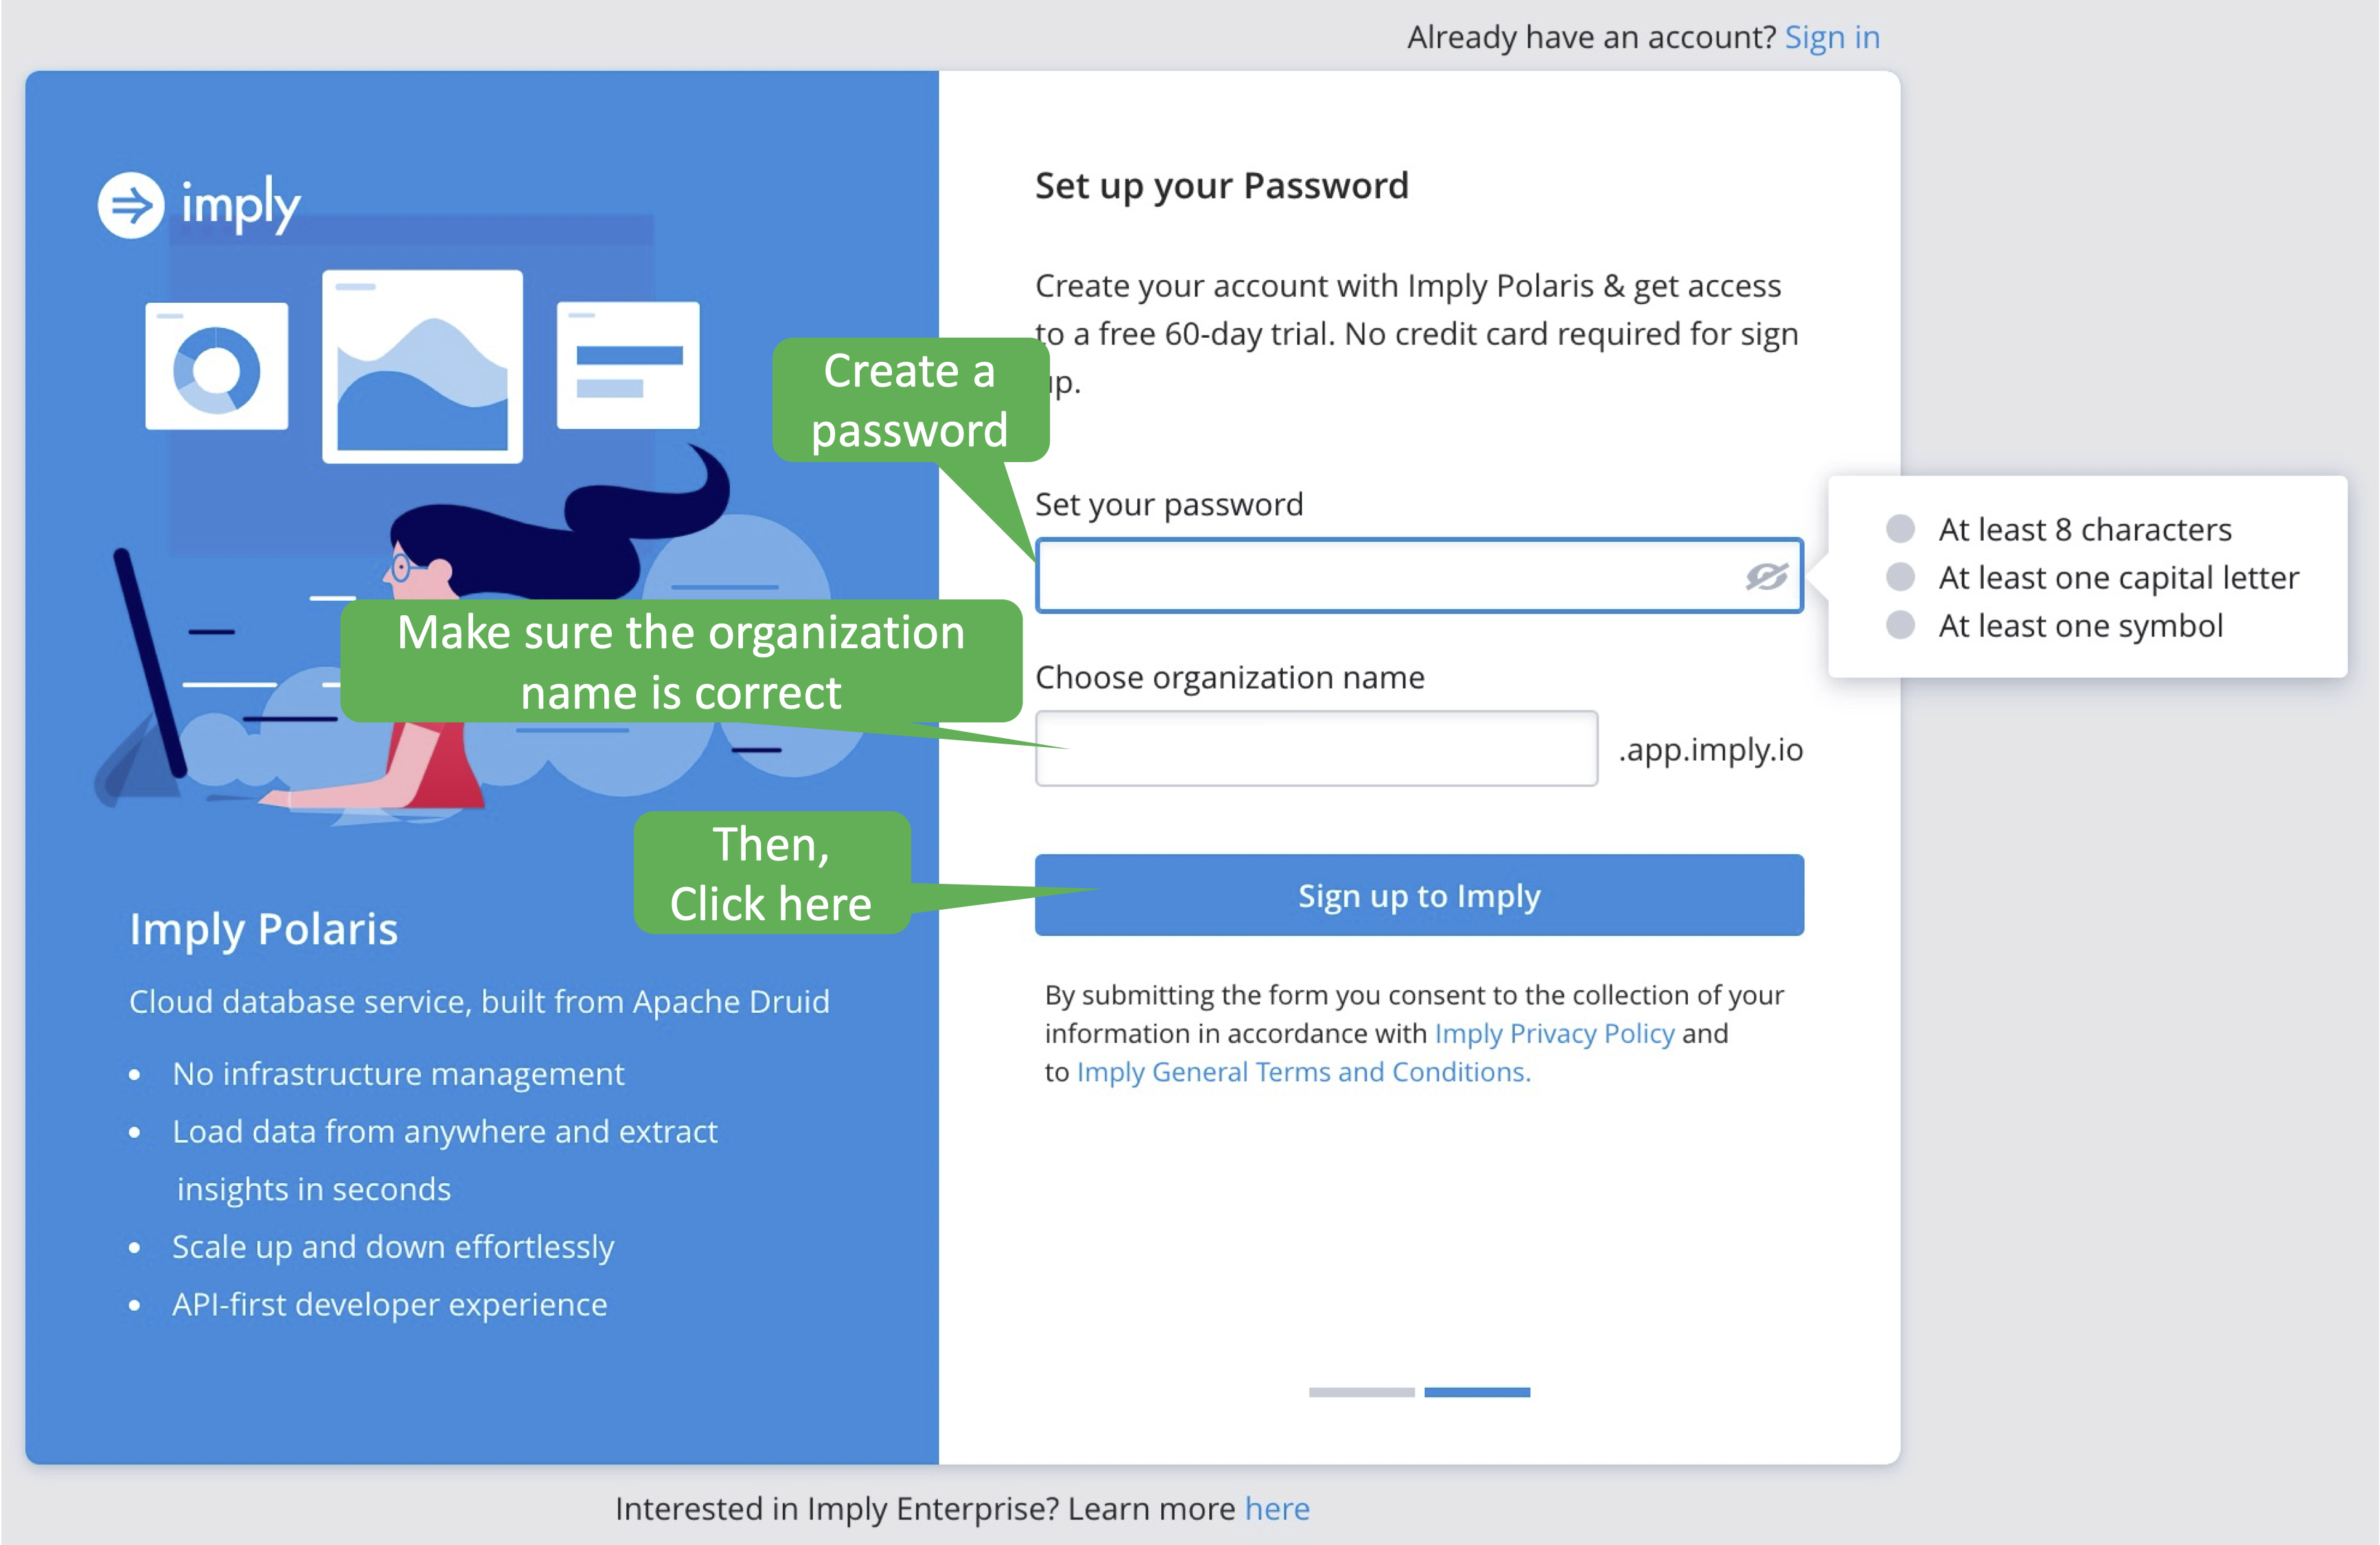 Already have an account? Sign in
imply
Imply Polaris
Cloud database service, built from Apache Druid
• No infrastructure management
• Load data from anywhere and extract
insights in seconds
• Scale up and down effortlessly
• API-first developer experience
Set up your Password
Create your account with Imply Polaris & get access
to a free 60-day trial. No credit card required for sign
up.
Create a
password
Set your password
At least 8 characters
At least one capital letter
At least one symbol
Make sure the organization
name is correct
Choose organization name
.app.imply.io
Then,
Click here
Sign up to Imply
By submitting the form you consent to the collection of your
information in accordance with Imply Privacy Policy and
to Imply General Terms and Conditions.
Interested in Imply Enterprise? Learn more here